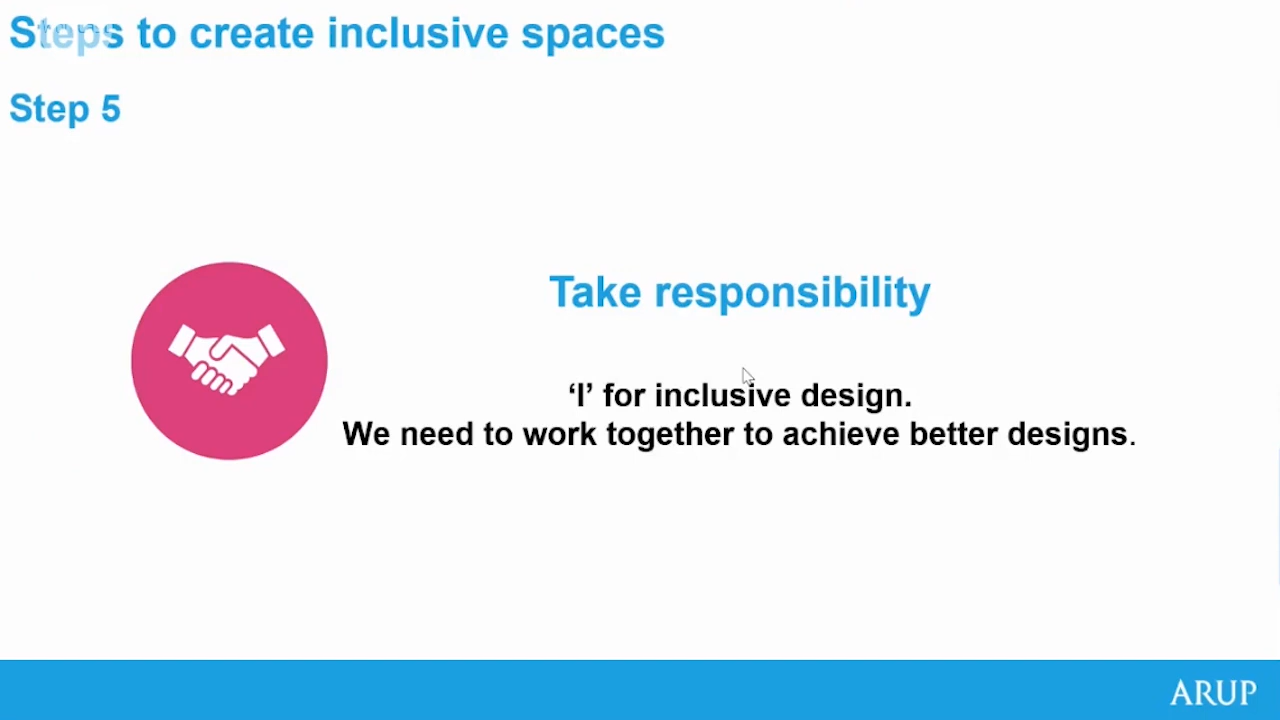 Steps to create inclusive spaces
Step 5
Take responsibility
‘I’ for inclusive design.
We need to work together to achieve better designs.
ARUP